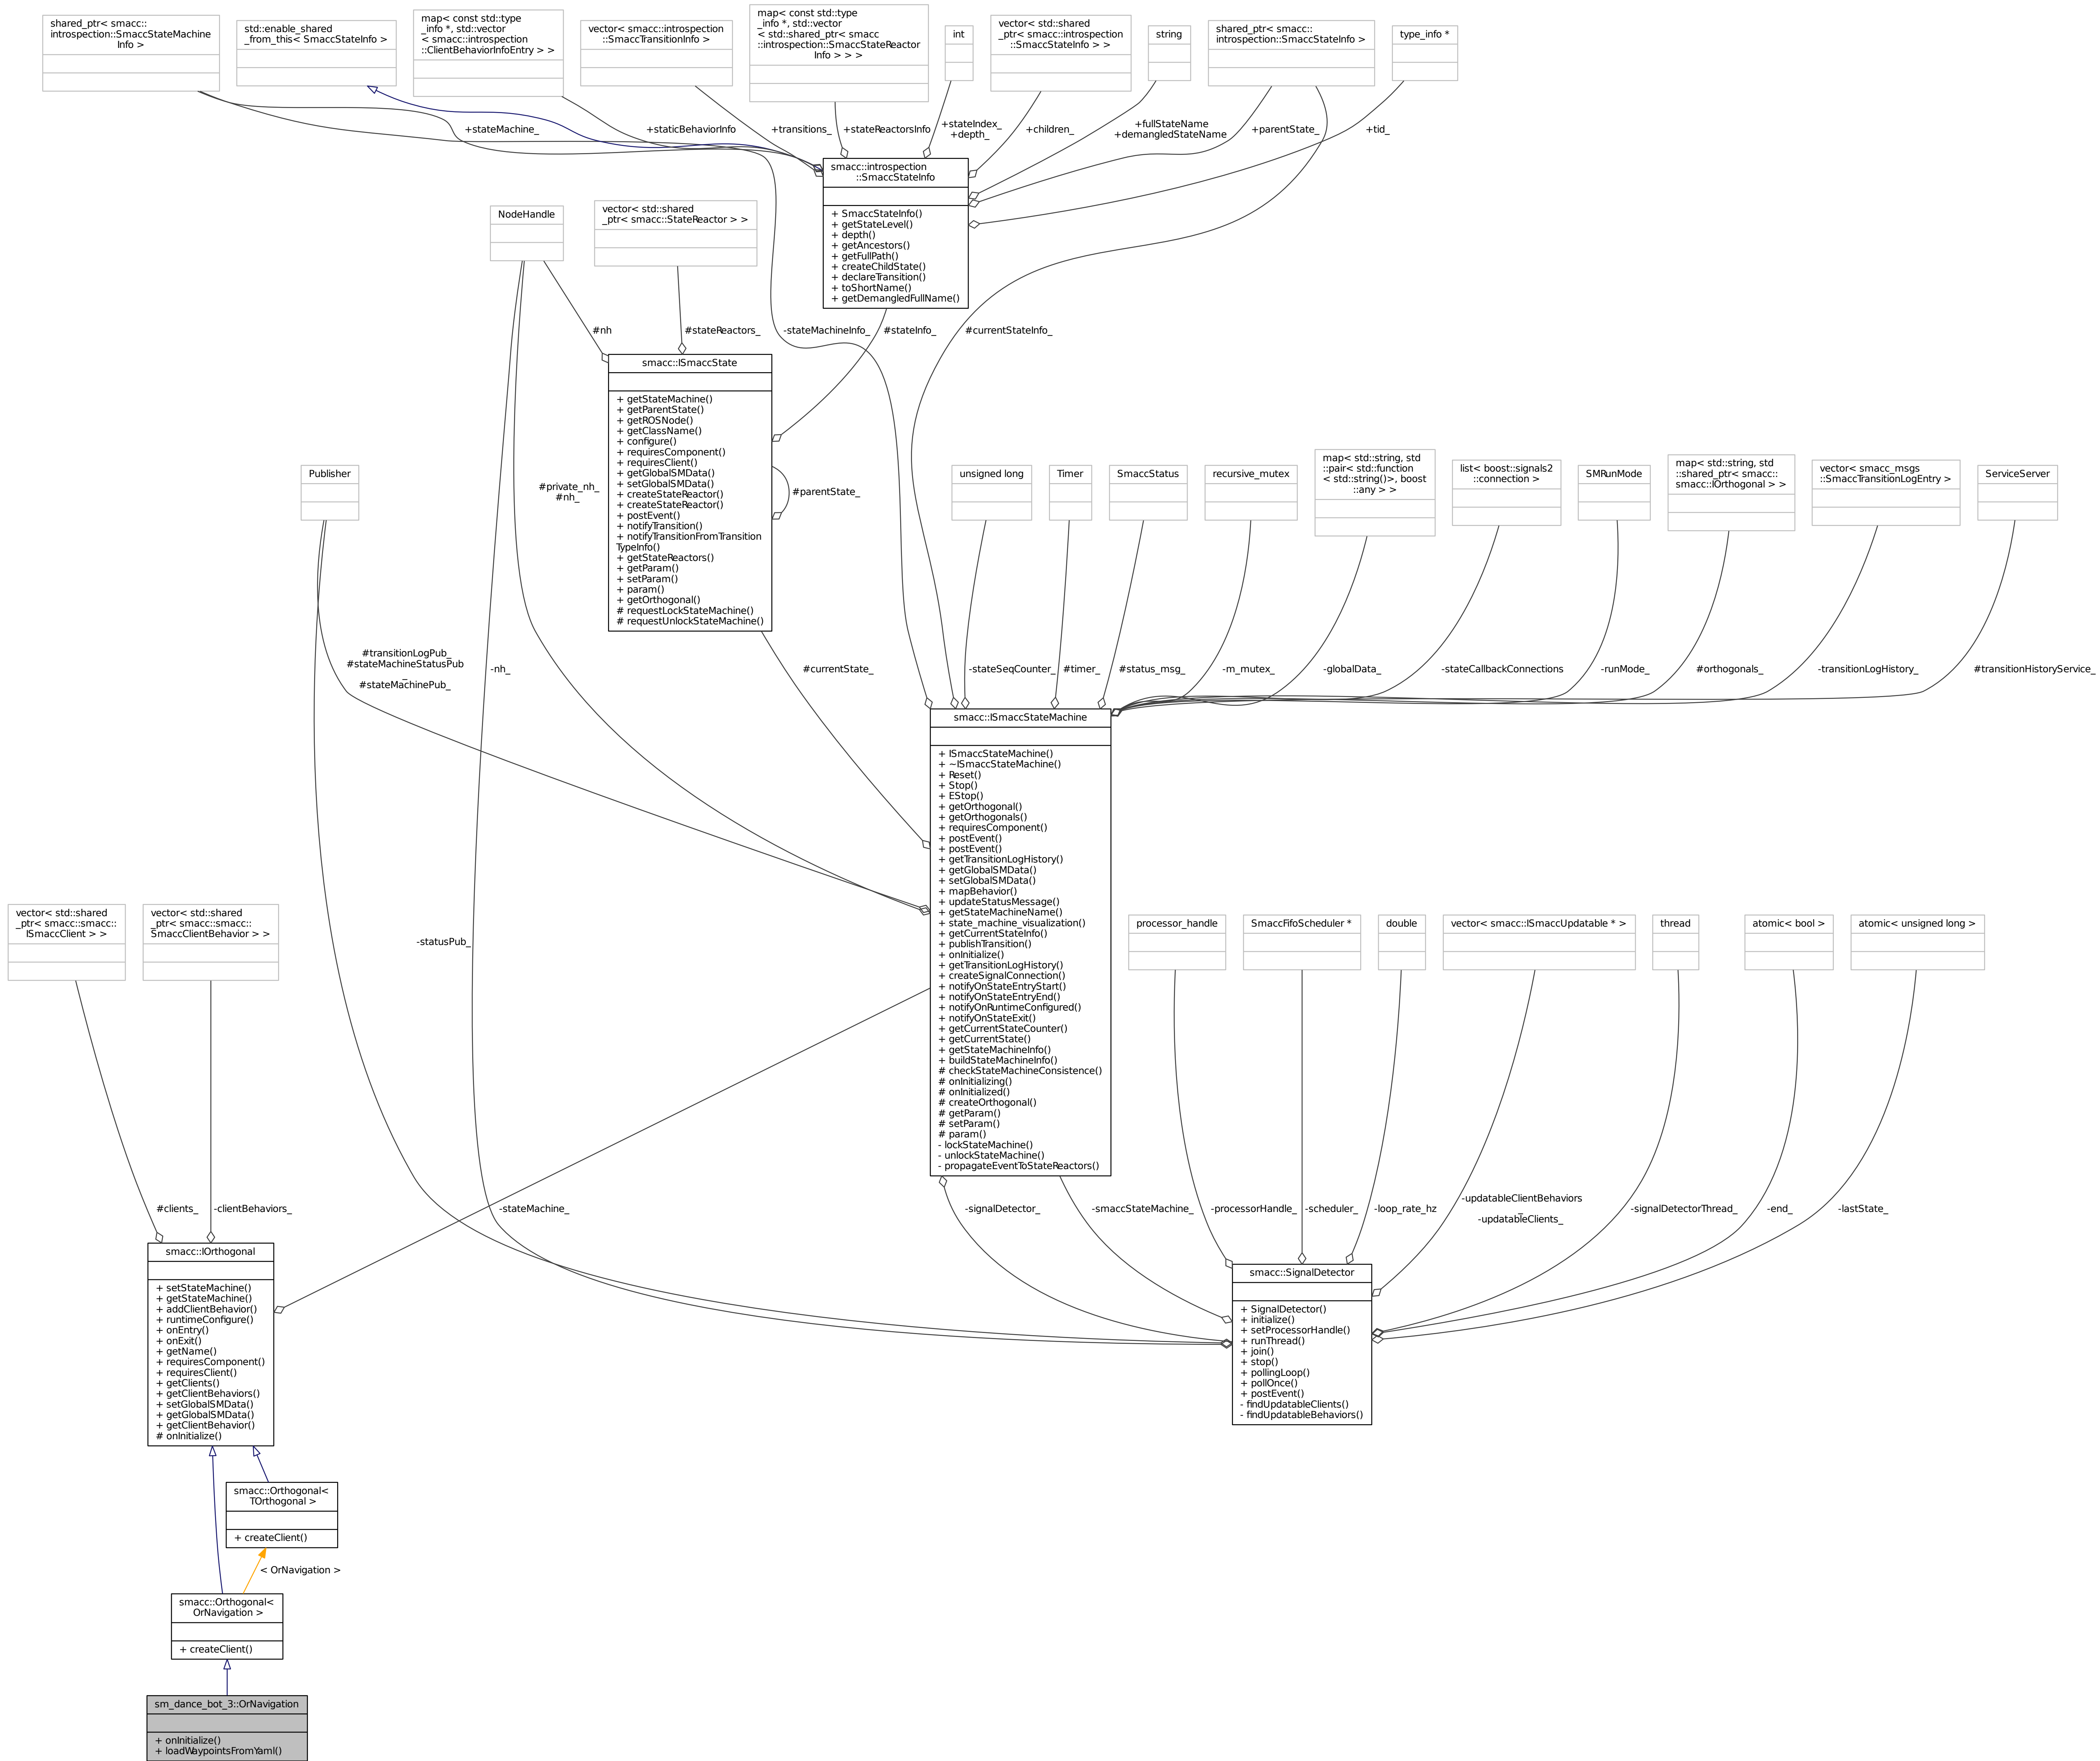 shared_ptr< smacc::
introspection::SmaccStateMachine
Info >
std::enable_shared
_from_this< SmaccStateInfo >
map< const std::type
_info *, std::vector
< smacc::introspection
::ClientBehaviorInfoEntry > >
vector< smacc::introspection
::SmaccTransitionInfo >
map< const std::type
_info *, std::vector
< std::shared_ptr< smacc
::introspection::SmaccStateReactor
Info > > >
int
vector< std::shared
_ptr< smacc::introspection
::SmaccStateInfo > >
string
shared_ptr< smacc::
introspection::SmaccStateInfo >
type_info *
+stateMachine_
+staticBehaviorInfo
+transitions_
+stateReactorsInfo
+stateIndex_
+depth_
+children_
+fullStateName
+demangledStateName
+parentState_
+tid_
smacc::introspection
::SmaccStateInfo
+ SmaccStateInfo()
+ getStateLevel()
+ depth()
+ getAncestors()
+ getFullPath()
+ createChildState()
+ declareTransition()
+ toShortName()
+ getDemangledFullName()
NodeHandle
vector< std::shared
_ptr< smacc::StateReactor > >
#nh
#stateReactors_
-stateMachineInfo_
#stateInfo_
#currentStateInfo_
smacc::ISmaccState
+ getStateMachine()
+ getParentState()
+ getROSNode()
+ getClassName()
+ configure()
+ requiresComponent()
+ requiresClient()
+ getGlobalSMData()
+ setGlobalSMData()
+ createStateReactor()
+ createStateReactor()
+ postEvent()
+ notifyTransition()
+ notifyTransitionFromTransition
TypeInfo()
+ getStateReactors()
+ getParam()
+ setParam()
+ param()
+ getOrthogonal()
# requestLockStateMachine()
# requestUnlockStateMachine()
#parentState_
#private_nh_
#nh_
Publisher
unsigned long
Timer
SmaccStatus
recursive_mutex
map< std::string, std
::pair< std::function
< std::string()>, boost
::any > >
list< boost::signals2
::connection >
SMRunMode
map< std::string, std
::shared_ptr< smacc::
smacc::IOrthogonal > >
vector< smacc_msgs
::SmaccTransitionLogEntry >
ServiceServer
#transitionLogPub_
#stateMachineStatusPub
_
#stateMachinePub_
-nh_
#currentState_
-stateSeqCounter_
#timer_
#status_msg_
-m_mutex_
-globalData_
-stateCallbackConnections
-runMode_
#orthogonals_
-transitionLogHistory_
#transitionHistoryService_
smacc::ISmaccStateMachine
+ ISmaccStateMachine()
+ ~ISmaccStateMachine()
+ Reset()
+ Stop()
+ EStop()
+ getOrthogonal()
+ getOrthogonals()
+ requiresComponent()
+ postEvent()
+ postEvent()
+ getTransitionLogHistory()
+ getGlobalSMData()
+ setGlobalSMData()
+ mapBehavior()
+ updateStatusMessage()
+ getStateMachineName()
+ state_machine_visualization()
+ getCurrentStateInfo()
+ publishTransition()
+ onInitialize()
+ getTransitionLogHistory()
+ createSignalConnection()
+ notifyOnStateEntryStart()
+ notifyOnStateEntryEnd()
+ notifyOnRuntimeConfigured()
+ notifyOnStateExit()
+ getCurrentStateCounter()
+ getCurrentState()
+ getStateMachineInfo()
+ buildStateMachineInfo()
# checkStateMachineConsistence()
# onInitializing()
# onInitialized()
# createOrthogonal()
# getParam()
# setParam()
# param()
- lockStateMachine()
- unlockStateMachine()
- propagateEventToStateReactors()
vector< std::shared
_ptr< smacc::smacc::
ISmaccClient > >
vector< std::shared
_ptr< smacc::smacc::
SmaccClientBehavior > >
-statusPub_
processor_handle
SmaccFifoScheduler *
double
vector< smacc::ISmaccUpdatable * >
thread
atomic< bool >
atomic< unsigned long >
#clients_
-clientBehaviors_
-stateMachine_
-signalDetector_
-smaccStateMachine_
-processorHandle_
-scheduler_
-loop_rate_hz
-updatableClientBehaviors
_
-updatableClients_
-signalDetectorThread_
-end_
-lastState_
smacc::IOrthogonal
+ setStateMachine()
+ getStateMachine()
+ addClientBehavior()
+ runtimeConfigure()
+ onEntry()
+ onExit()
+ getName()
+ requiresComponent()
+ requiresClient()
+ getClients()
+ getClientBehaviors()
+ setGlobalSMData()
+ getGlobalSMData()
+ getClientBehavior()
# onInitialize()
smacc::SignalDetector
+ SignalDetector()
+ initialize()
+ setProcessorHandle()
+ runThread()
+ join()
+ stop()
+ pollingLoop()
+ pollOnce()
+ postEvent()
- findUpdatableClients()
- findUpdatableBehaviors()
smacc::Orthogonal<
TOrthogonal >
+ createClient()
< OrNavigation >
smacc::Orthogonal<
OrNavigation >
+ createClient()
sm_dance_bot_3::OrNavigation
+ onInitialize()
+ loadWaypointsFromYaml()